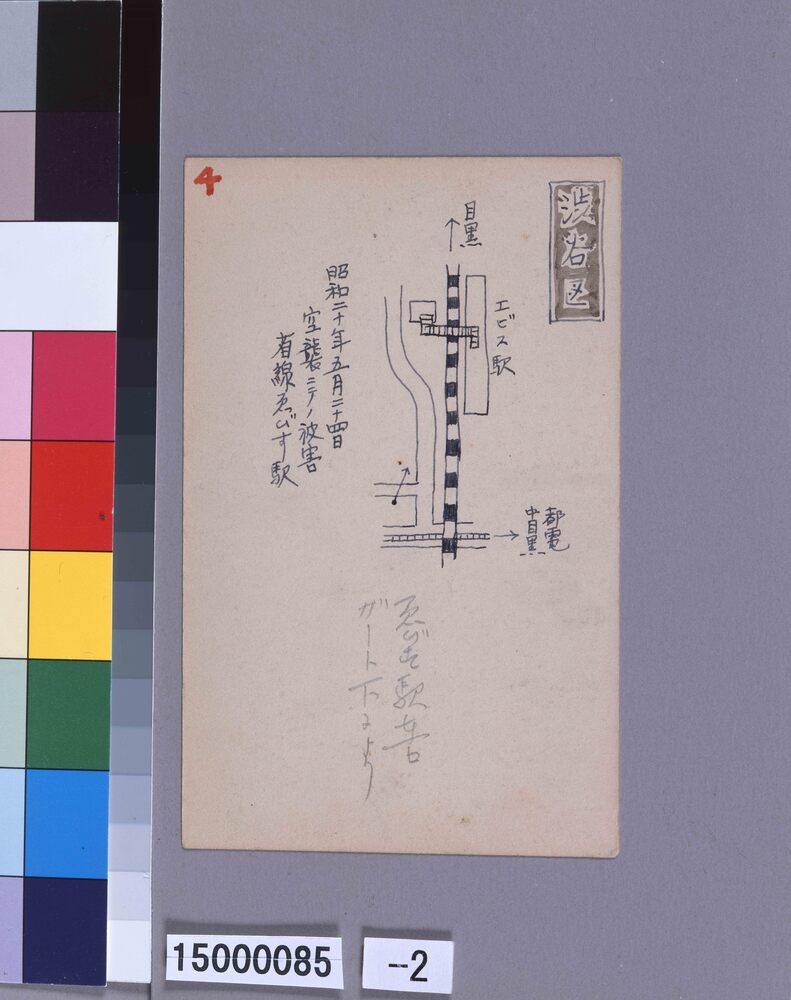 4
渋谷区
目黒
エビス駅
都電
中目黒
昭和二十年五月二十四日
空襲ニテノ被害
省線ゑびす駅
ゑびす駅
ガード下より
15000085
-2